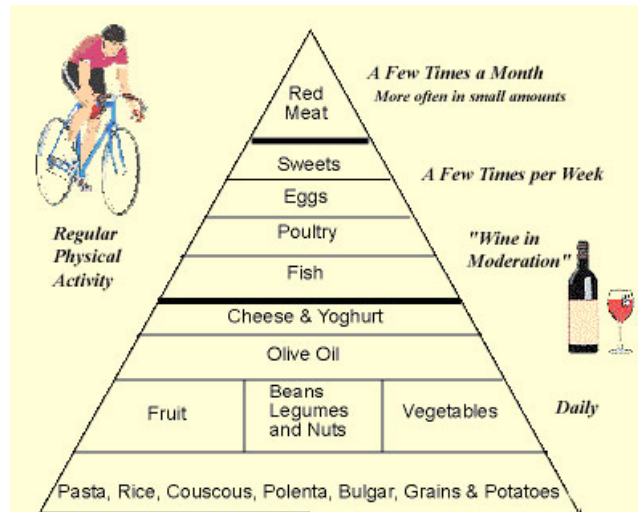 A Few Times a Month
More often in small amounts
Red
Meat
Sweets
A Few Times per Week
Eggs
Poultry
Regular
Physical
Activity
"Wine in
Moderation"
Fish
Cheese & Yoghurt
Olive Oil
Fruit
Beans
Legumes
and Nuts
Vegetables
Daily
Pasta, Rice, Couscous, Polenta, Bulgar, Grains & Potatoes